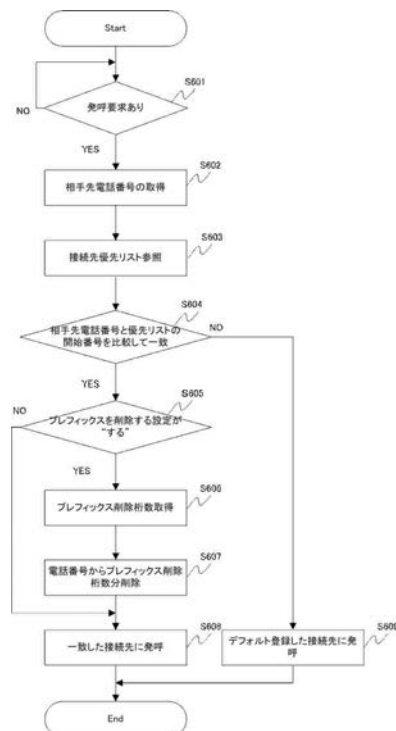 Start
S601
発呼要求あり
NO
YES
S602
相手先電話番号の取得
S603
接続先優先リスト参照
S604
相手先電話番号と優先リストの
開始番号を比較して一致
NO
YES
S605
NO
プレフィックスを削除する設定が
"する"
YES
S606
プレフィックス削除桁数取得
S607
電話番号からプレフィックス削除
桁数分削除
S608
一致した接続先に発呼
S609
デフォルト登録した接続先に発
呼
End